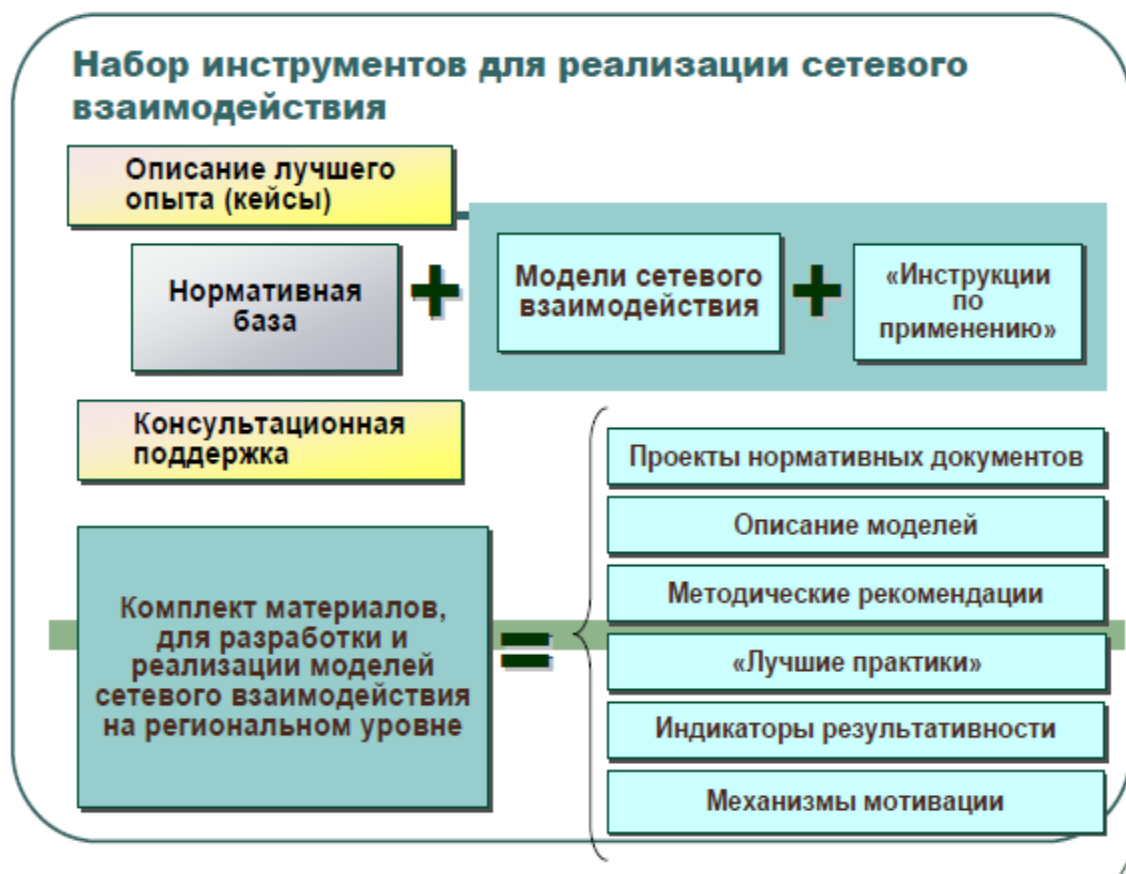 Набор инструментов для реализации сетевого
взаимодействия
Описание лучшего
опыта (кейсы)
Нормативная
база
+
Модели сетевого
взаимодействия
+
«Инструкции
по
применению»
Консультационная
поддержка
Комплект материалов,
для разработки и
реализации моделей
сетевого взаимодействия
на региональном уровне
=
Проекты нормативных документов
Описание моделей
Методические рекомендации
«Лучшие практики»
Индикаторы результативности
Механизмы мотивации